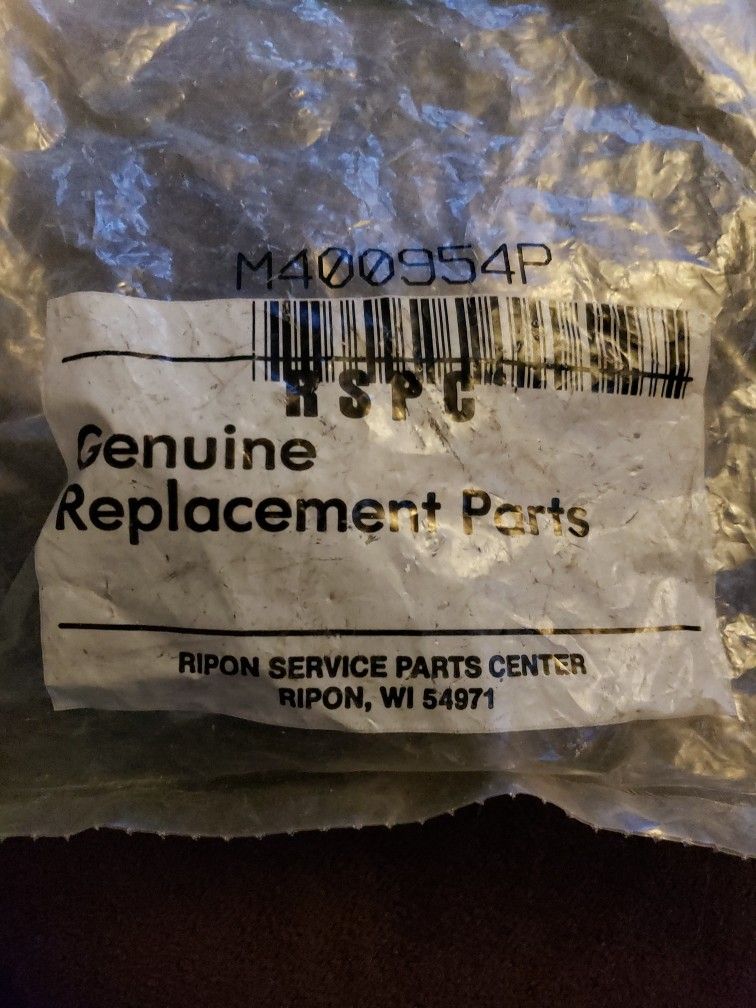 M400954P
RSPC
Genuine
Replacement Parts
RIPON SERVICE PARTS CENTER
RIPON, WI 54971